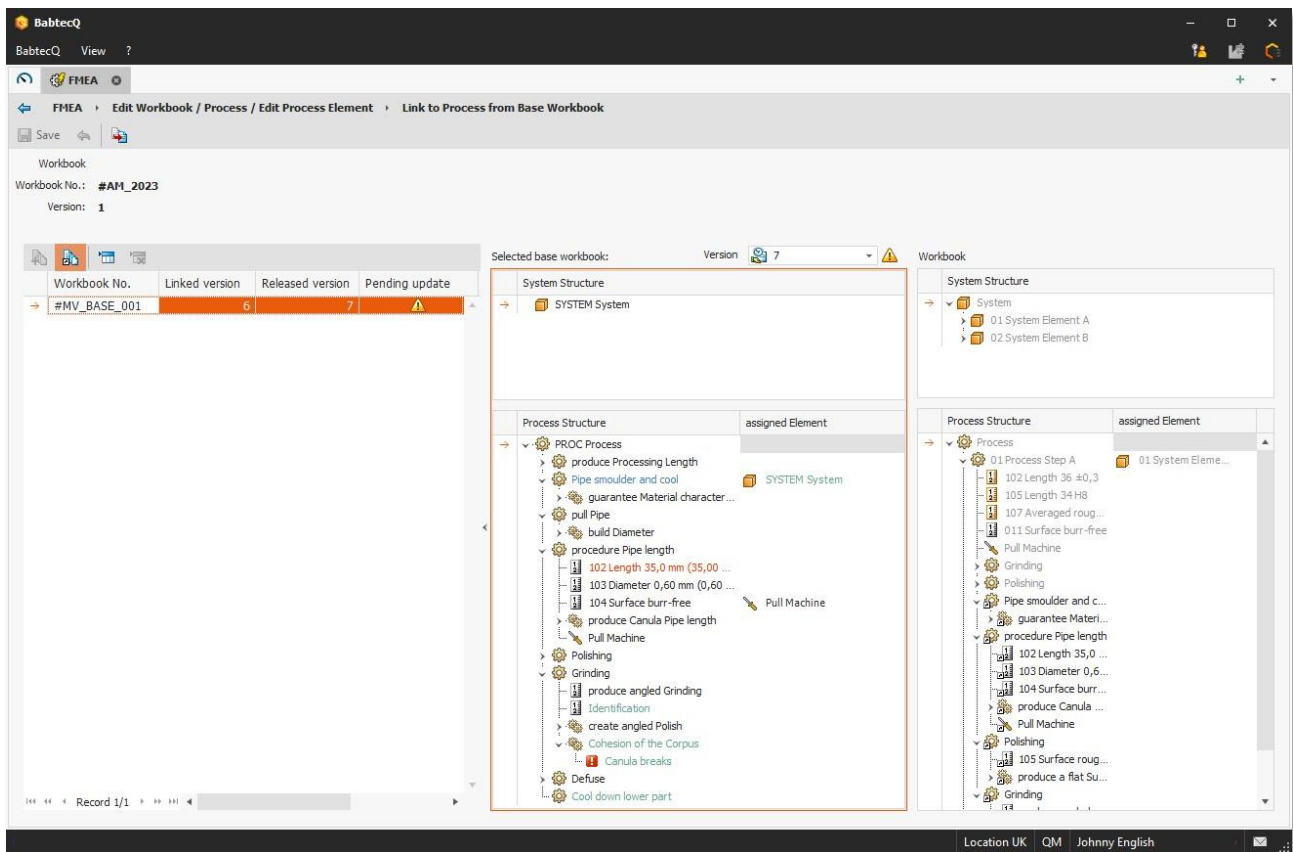 BabtecQ
BabtecQ View ?
FMEA
FMEA Edit Workbook / Process / Edit Process Element Link to Process from Base Workbook
Save
Workbook
Workbook No.: #AM_2023
Version: 1
Workbook No. Linked version Released version Pending update
#MV_BASE_001 6 7
Record 1/1
Selected base workbook: Version 7
System Structure
SYSTEM System
Process Structure assigned Element
PROC Process
produce Processing Length
Pipe smoulder and cool SYSTEM System
guarantee Material character...
pull Pipe
build Diameter
procedure Pipe length
102 Length 35,0 mm (35,00 ...
103 Diameter 0,60 mm (0,60 ...
104 Surface burr-free Pull Machine
produce Canula Pipe length
Pull Machine
Polishing
Grinding
produce angled Grinding
Identification
create angled Polish
Cohesion of the Corpus
Canula breaks
Defuse
Cool down lower part
Workbook
System Structure
System
01 System Element A
02 System Element B
Process Structure assigned Element
Process
01 Process Step A 01 System Eleme...
102 Length 36 ±0,3
105 Length 34 H8
107 Averaged roug...
011 Surface burr-free
Pull Machine
Grinding
Polishing
Pipe smoulder and c...
guarantee Materi...
procedure Pipe length
102 Length 35,0 ...
103 Diameter 0,6...
104 Surface burr...
produce Canula ...
Pull Machine
Polishing
105 Surface roug...
produce a flat Su...
Grinding
Location UK QM Johnny English